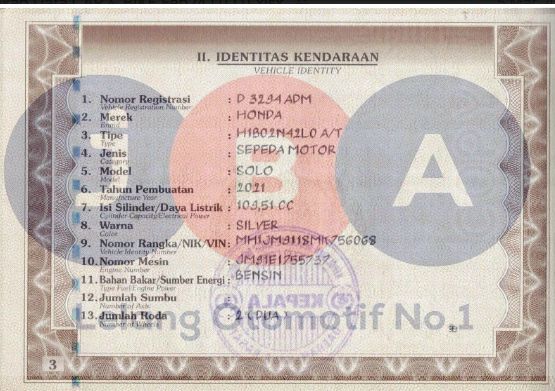 II. IDENTITAS KENDARAAN
VEHICLE IDENTITY
1. Nomor Registrasi : D 3294 ADM
Vehicle Registration Number
2. Merek : HONDA
Brand
3. Tipe : H1B02N42L0 A/T
Type
4. Jenis : SEPEDA MOTOR
Category
5. Model : SOLO
Model
6. Tahun Pembuatan : 2021
Manufacture Year
7. Isi Silinder/Daya Listrik : 109,51 CC
Cylinder Capacity/Electrical Power
8. Warna : SILVER
Color
9. Nomor Rangka/NIK/VIN : MH1JM9118MK756068
Vehicle Identity Number
10. Nomor Mesin : JM91E1755737
Engine Number
11. Bahan Bakar/Sumber Energi : BENSIN
Type Fuel/Engine Power
12. Jumlah Sumbu :
Number of Axle
13. Jumlah Roda : 2 (DUA)
Number of Wheel
KEPALA
IBA
Lelang Otomotif No.1
3